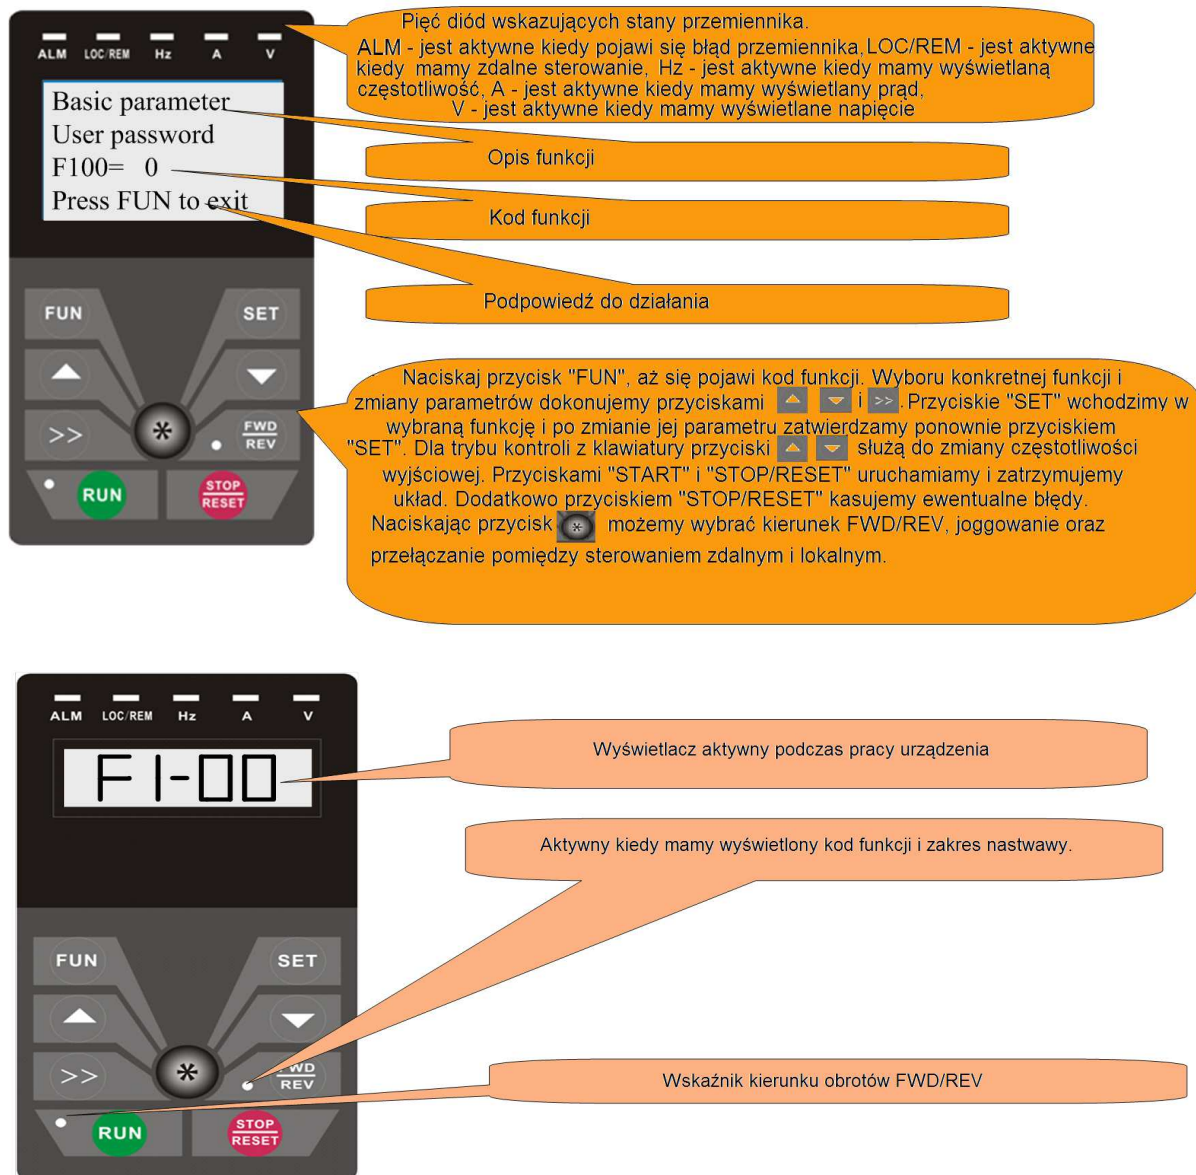 ALM LOC/REM Hz A V
Pięć diód wskazujących stany przemiennika.
ALM - jest aktywne kiedy pojawi się błąd przemiennika, LOC/REM - jest aktywne
kiedy mamy zdalne sterowanie, Hz - jest aktywne kiedy mamy wyświetlaną
częstotliwość, A - jest aktywne kiedy mamy wyświetlany prąd,
V - jest aktywne kiedy mamy wyświetlane napięcie
Basic parameter
User password
F100= 0
Press FUN to exit
Opis funkcji
Kod funkcji
Podpowiedź do działania
FUN SET
>> * FWD/REV
RUN STOP/RESET
Naciskaj przycisk "FUN", aż się pojawi kod funkcji. Wyboru konkretnej funkcji i
zmiany parametrów dokonujemy przyciskami i >> . Przyciskie "SET" wchodzimy w
wybraną funkcję i po zmianie jej parametru zatwierdzamy ponownie przyciskiem
"SET". Dla trybu kontroli z klawiatury przyciski służą do zmiany częstotliwości
wyjściowej. Przyciskami "START" i "STOP/RESET" uruchamiamy i zatrzymujemy
układ. Dodatkowo przyciskiem "STOP/RESET" kasujemy ewentualne błędy.
Naciskając przycisk * możemy wybrać kierunek FWD/REV, joggowanie oraz
przełączanie pomiędzy sterowaniem zdalnym i lokalnym.
ALM LOC/REM Hz A V
F1-00
Wyświetlacz aktywny podczas pracy urządzenia
Aktywny kiedy mamy wyświetlony kod funkcji i zakres nastwawy.
FUN SET
>> * FWD/REV
RUN STOP/RESET
Wskaźnik kierunku obrotów FWD/REV